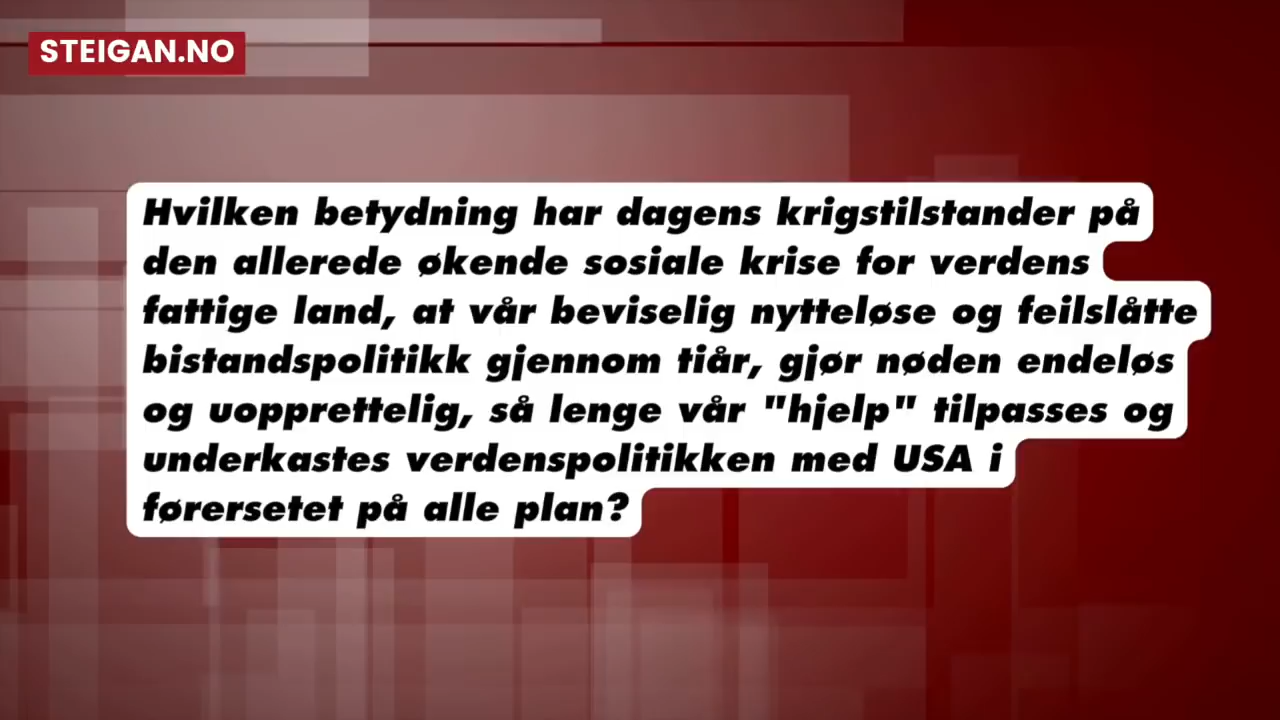 STEIGAN.NO
Hvilken betydning har dagens krigstilstander på
den allerede økende sosiale krise for verdens
fattige land, at vår beviselig nytteløse og feilslåtte
bistandspolitikk gjennom tiår, gjør nøden endeløs
og uopprettelig, så lenge vår "hjelp" tilpasses og
underkastes verdenspolitikken med USA i
førersetet på alle plan?